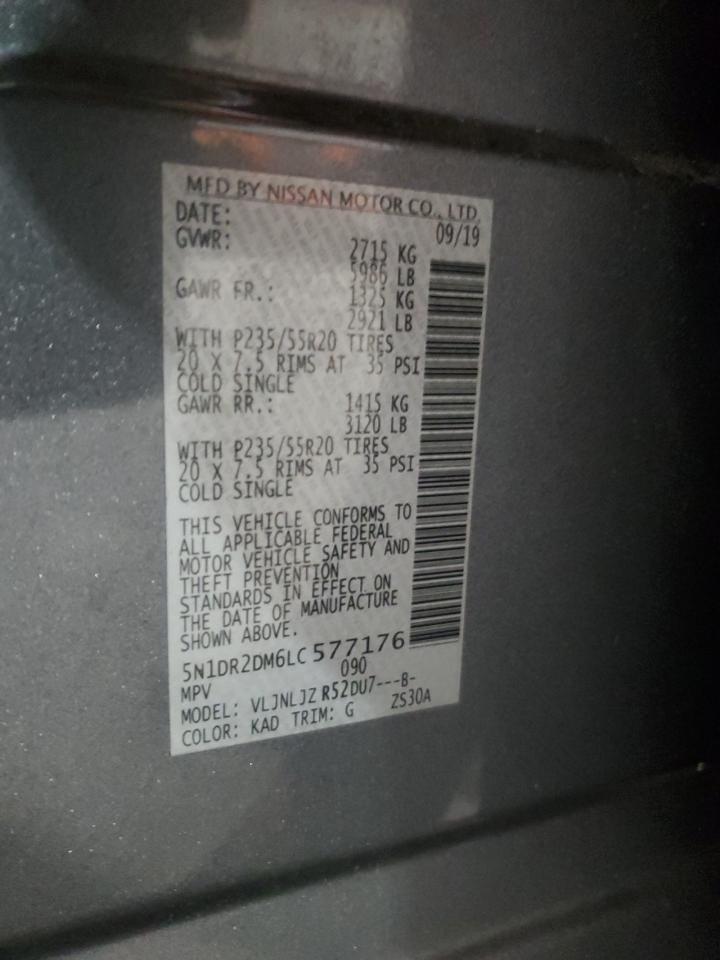 MFD BY NISSAN MOTOR CO., LTD.
DATE: 09/19
GVWR: 2715 KG
5986 LB
GAWR FR.: 1325 KG
2921 LB
WITH P235/55R20 TIRES
20 X 7.5 RIMS AT 35 PSI
COLD SINGLE
GAWR RR.: 1415 KG
3120 LB
WITH P235/55R20 TIRES
20 X 7.5 RIMS AT 35 PSI
COLD SINGLE
THIS VEHICLE CONFORMS TO
ALL APPLICABLE FEDERAL
MOTOR VEHICLE SAFETY AND
THEFT PREVENTION
STANDARDS IN EFFECT ON
THE DATE OF MANUFACTURE
SHOWN ABOVE.
5N1DR2DM6LC577176
MPV 090
MODEL: VLJNLJZ R52DU7---B-
COLOR: KAD TRIM: G ZS30A